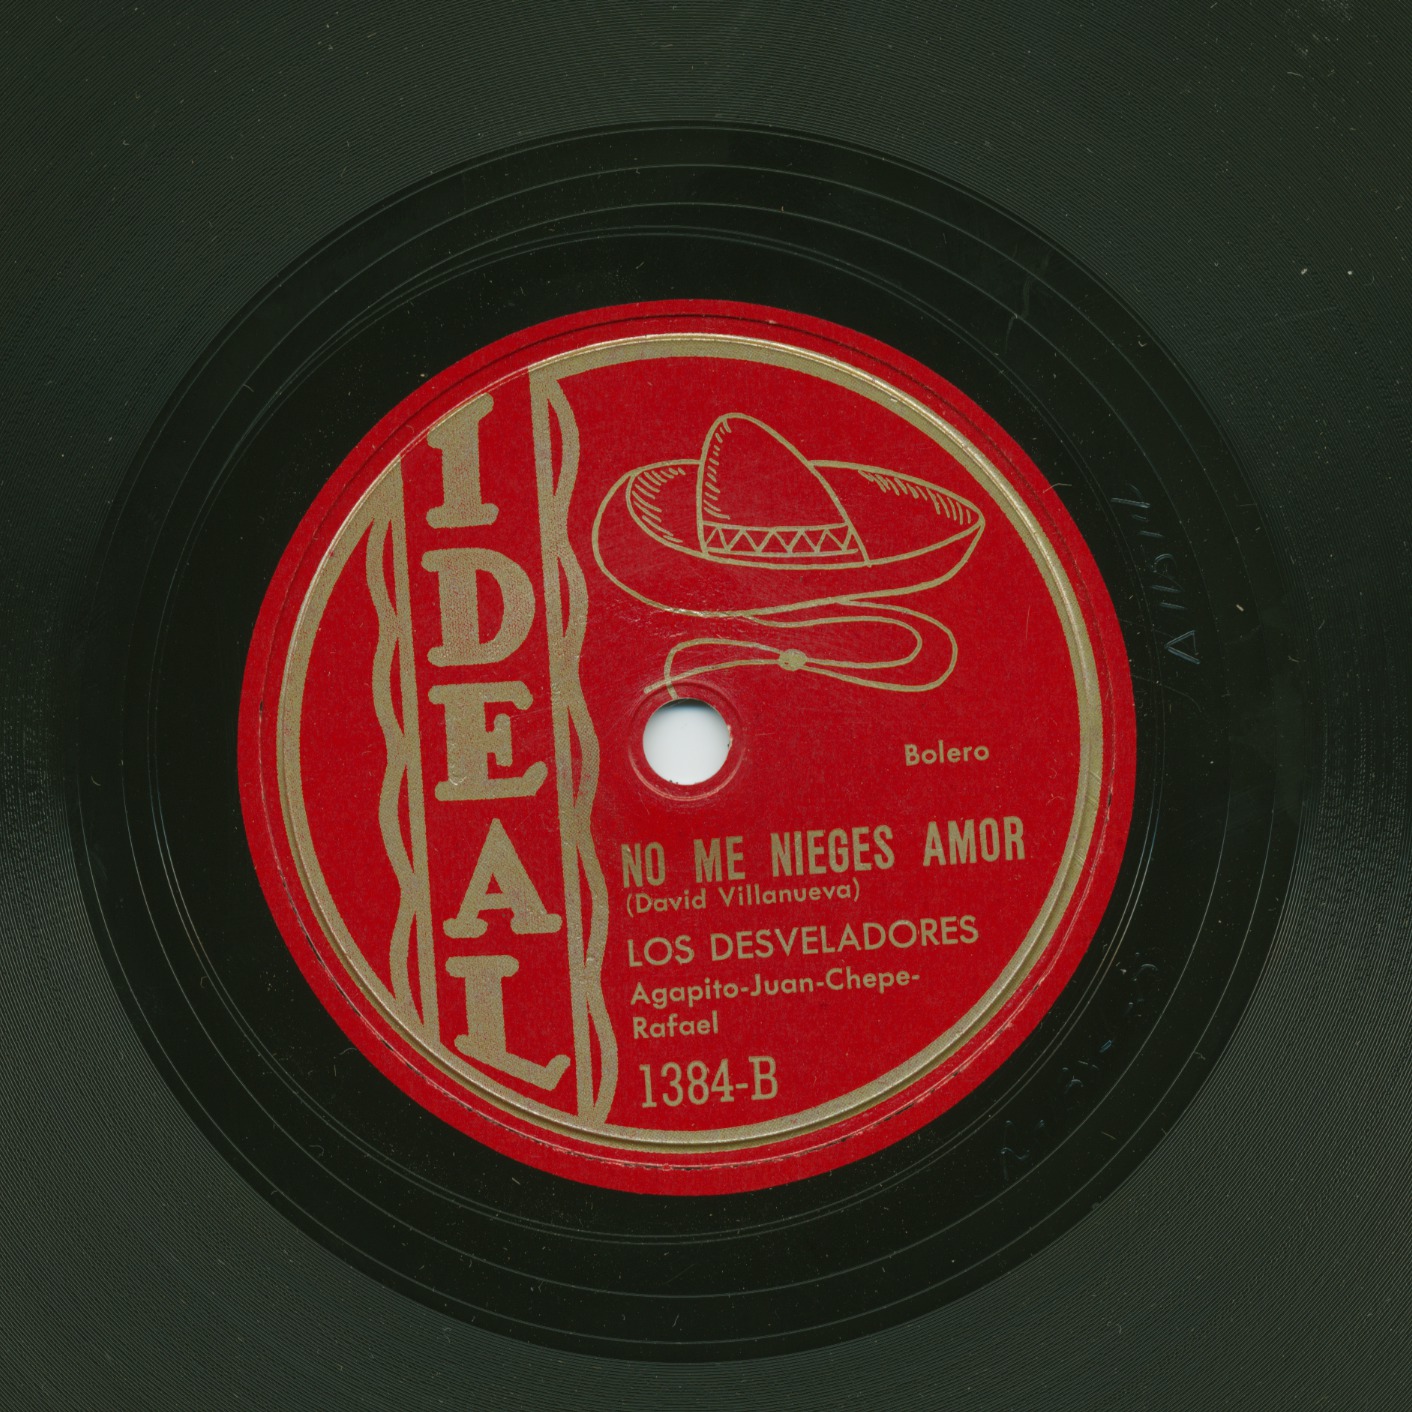 IDEAL
Bolero
NO ME NIEGES AMOR
(David Villanueva)
LOS DESVELADORES
Agapito-Juan-Chepe-
Rafael
1384-B